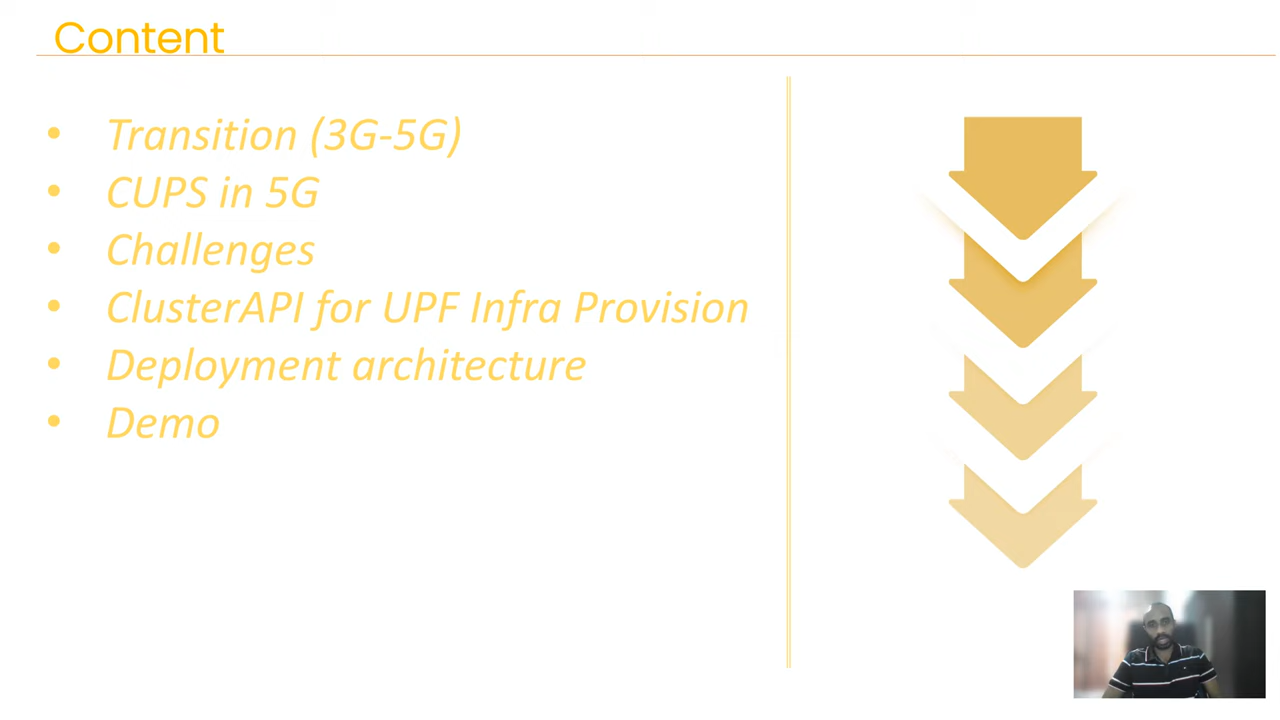 Content
• Transition (3G-5G)
• CUPS in 5G
• Challenges
• ClusterAPI for UPF Infra Provision
• Deployment architecture
• Demo